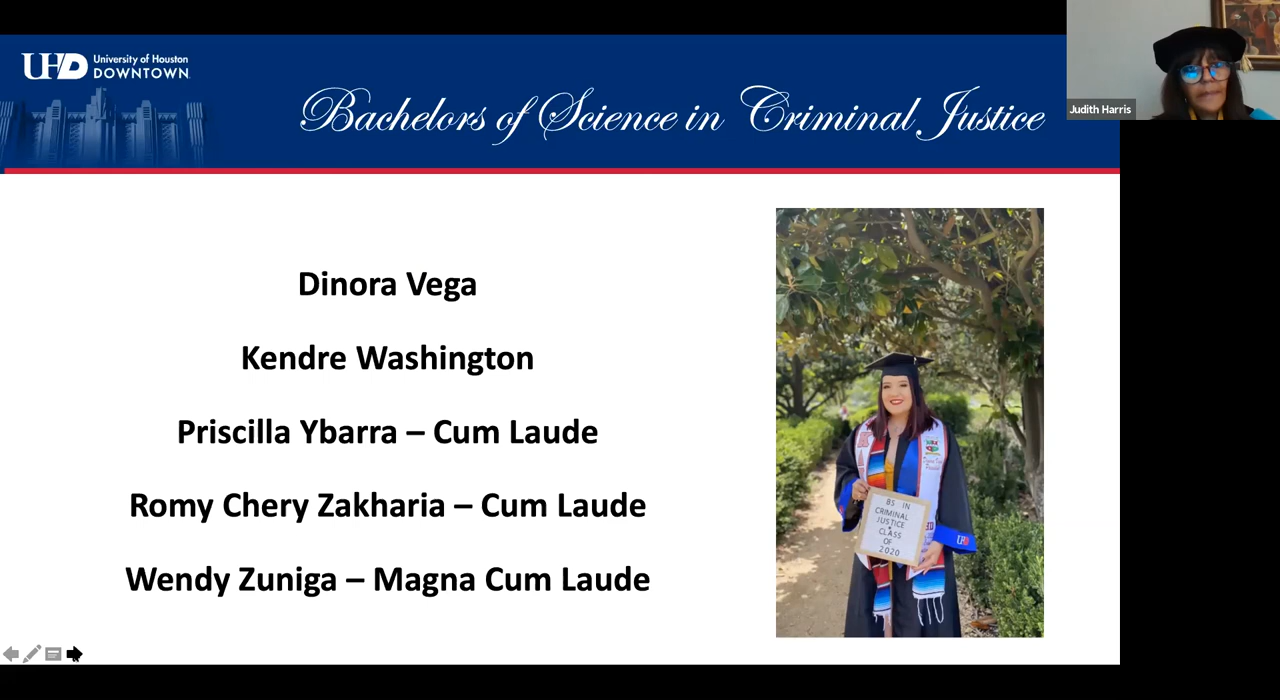 UHD University of Houston
DOWNTOWN
Bachelors of Science in Criminal Justice
Judith Harris
Dinora Vega
Kendre Washington
Priscilla Ybarra – Cum Laude
Romy Chery Zakharia – Cum Laude
Wendy Zuniga – Magna Cum Laude
BS IN
CRIMINAL
JUSTICE
CLASS
OF
2020
UHD